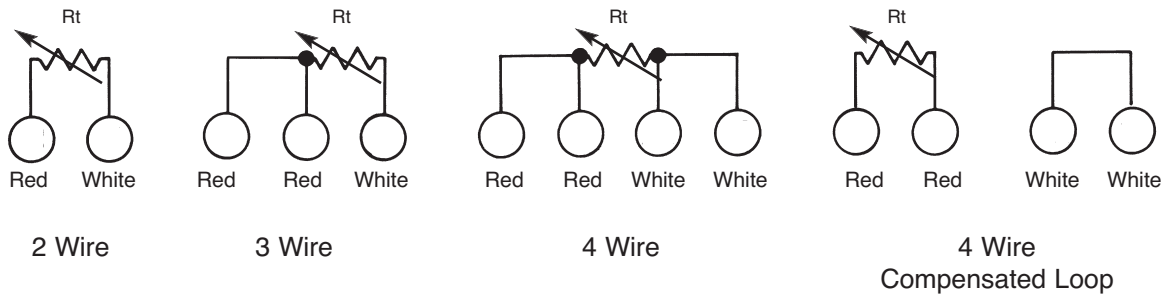 Rt Rt Rt Rt
Red White Red Red White Red Red White White Red Red White White
2 Wire 3 Wire 4 Wire 4 Wire
Compensated Loop